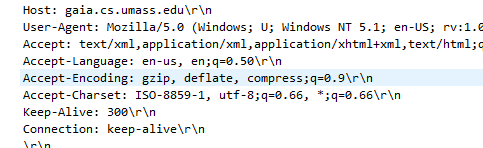 Host: gaia.cs.umass.edu\r\n
User-Agent: Mozilla/5.0 (Windows; U; Windows NT 5.1; en-US; rv:1.0
Accept: text/xml,application/xml,application/xhtml+xml,text/html;q
Accept-Language: en-us, en;q=0.50\r\n
Accept-Encoding: gzip, deflate, compress;q=0.9\r\n
Accept-Charset: ISO-8859-1, utf-8;q=0.66, *;q=0.66\r\n
Keep-Alive: 300\r\n
Connection: keep-alive\r\n
\r\n